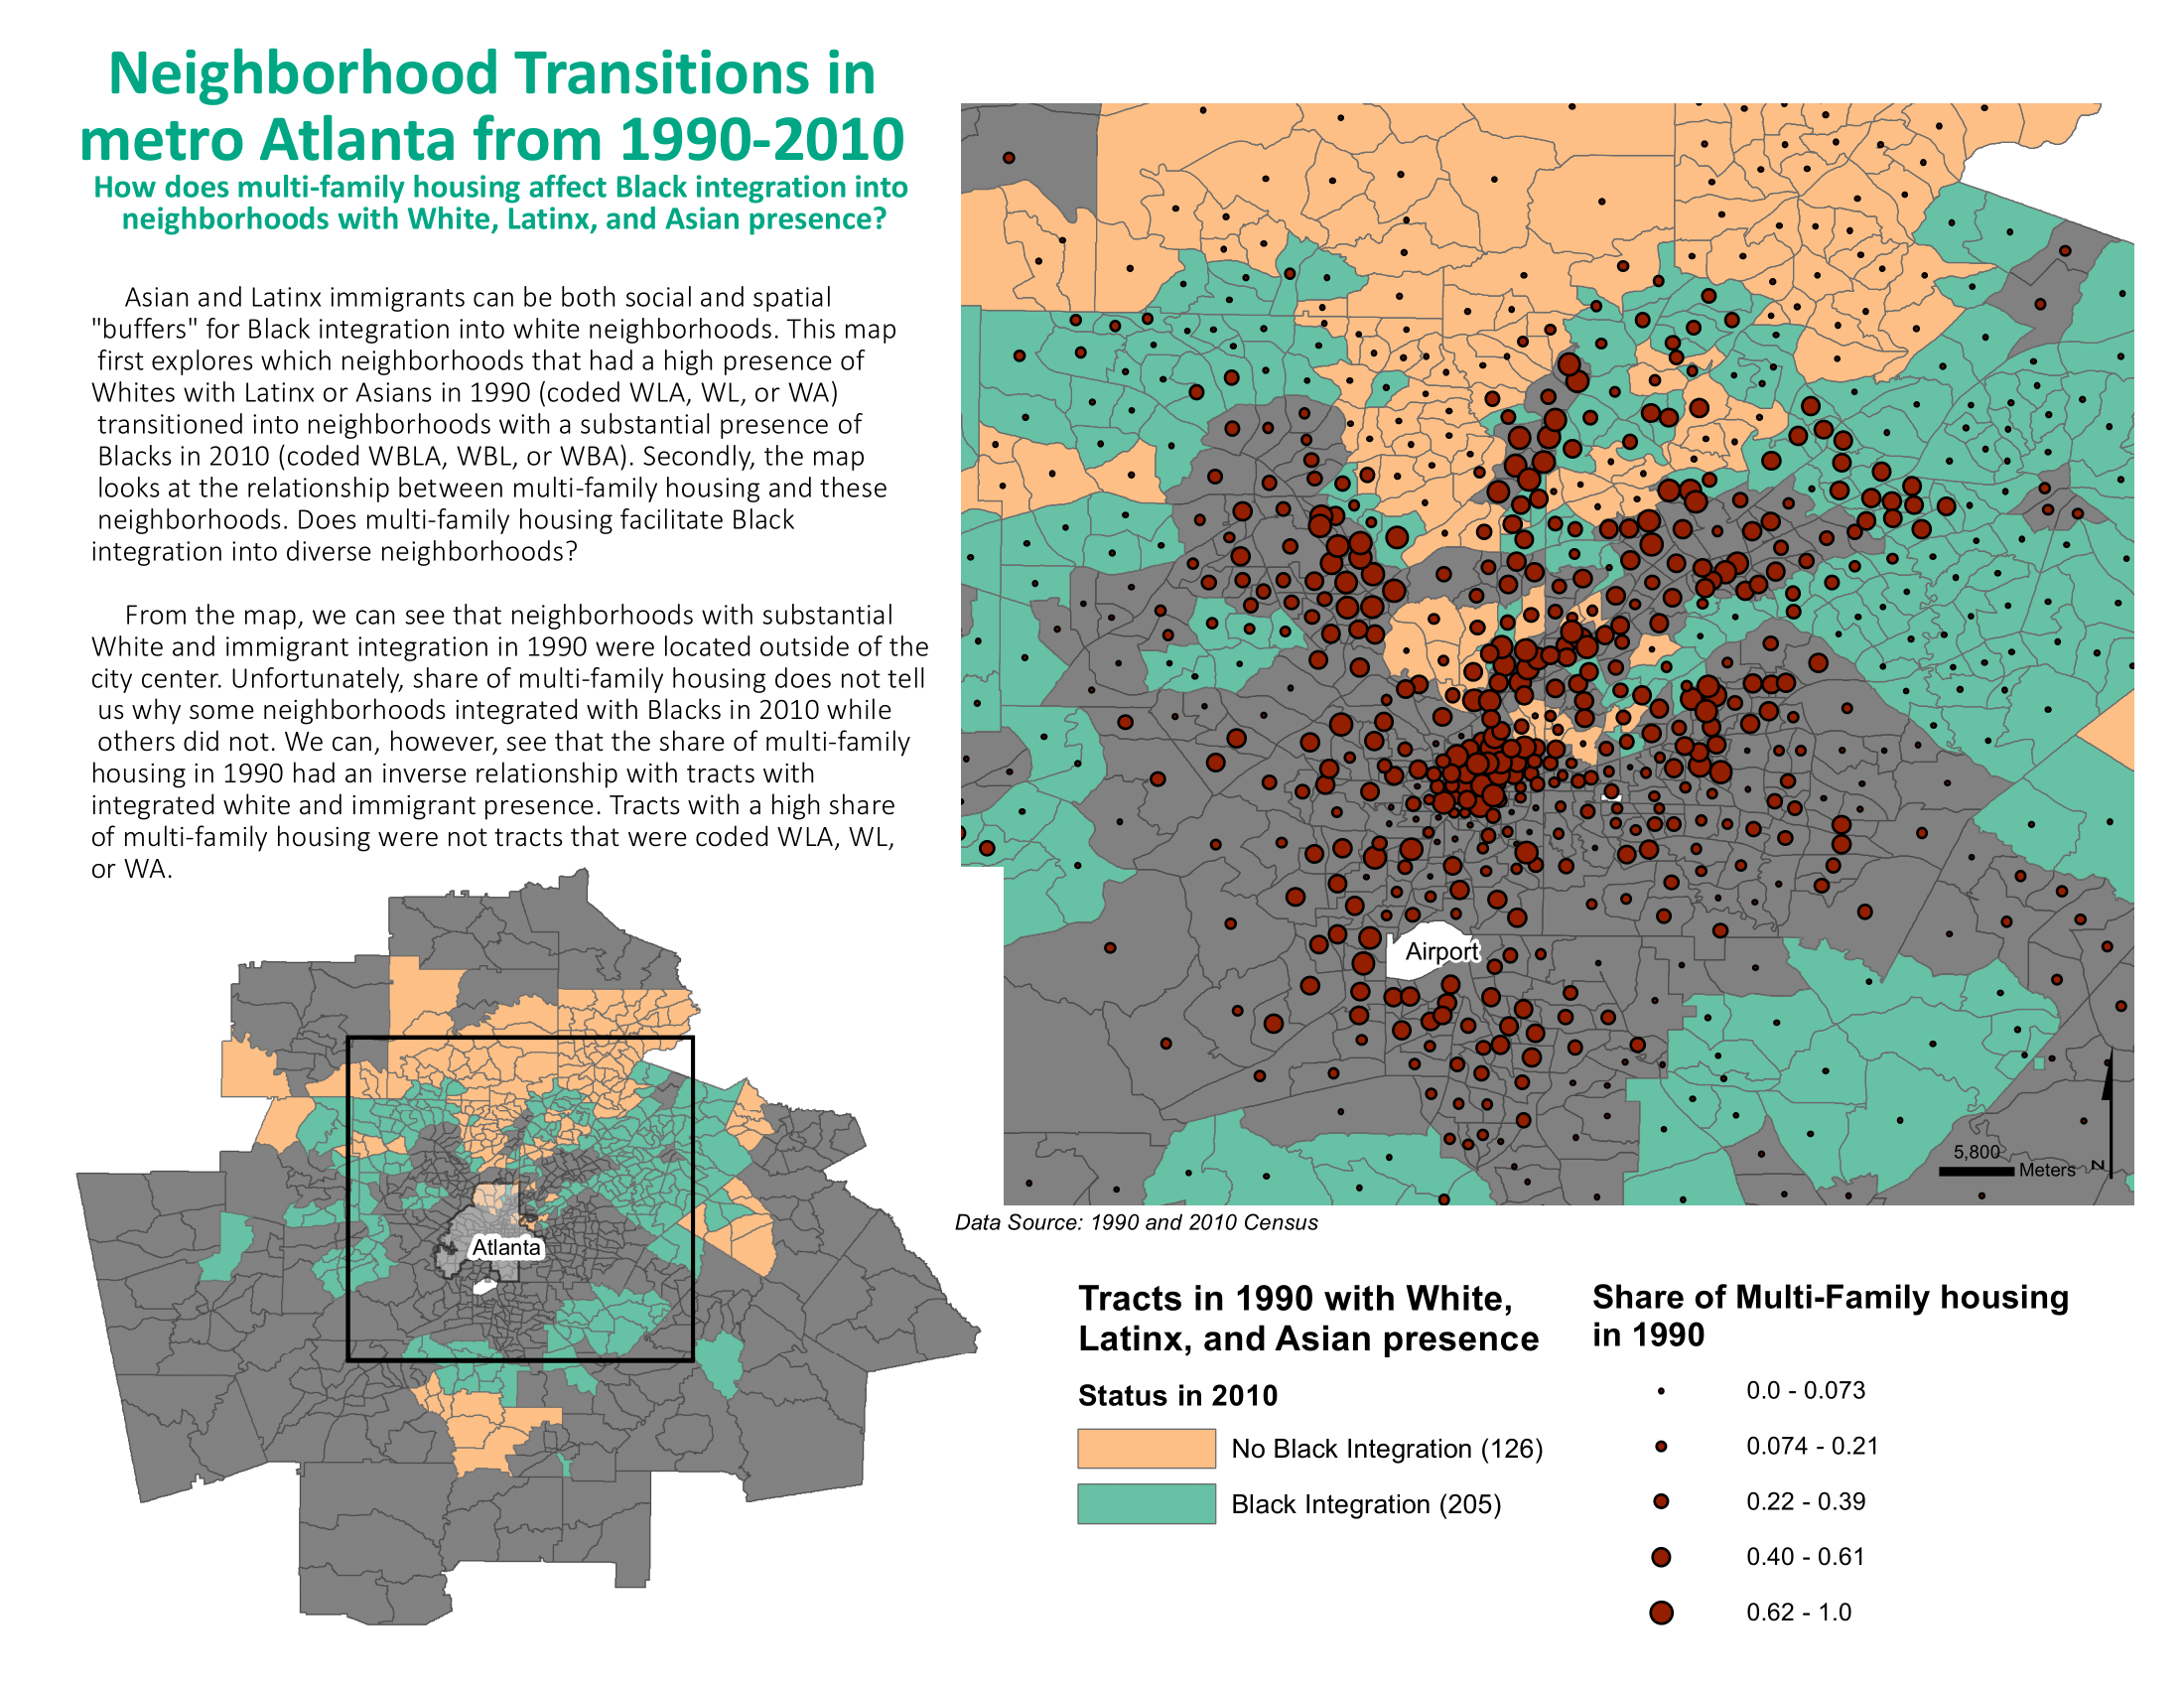 Neighborhood Transitions in
metro Atlanta from 1990-2010
How does multi-family housing affect Black integration into
neighborhoods with White, Latinx, and Asian presence?
Asian and Latinx immigrants can be both social and spatial
"buffers" for Black integration into white neighborhoods. This map
first explores which neighborhoods that had a high presence of
Whites with Latinx or Asians in 1990 (coded WLA, WL, or WA)
transitioned into neighborhoods with a substantial presence of
Blacks in 2010 (coded WBLA, WBL, or WBA). Secondly, the map
looks at the relationship between multi-family housing and these
neighborhoods. Does multi-family housing facilitate Black
integration into diverse neighborhoods?
From the map, we can see that neighborhoods with substantial
White and immigrant integration in 1990 were located outside of the
city center. Unfortunately, share of multi-family housing does not tell
us why some neighborhoods integrated with Blacks in 2010 while
others did not. We can, however, see that the share of multi-family
housing in 1990 had an inverse relationship with tracts with
integrated white and immigrant presence. Tracts with a high share
of multi-family housing were not tracts that were coded WLA, WL,
or WA.
Atlanta
Airport
5,800
Meters
N
Data Source: 1990 and 2010 Census
Tracts in 1990 with White,
Latinx, and Asian presence
Status in 2010
No Black Integration (126)
Black Integration (205)
Share of Multi-Family housing
in 1990
0.0 - 0.073
0.074 - 0.21
0.22 - 0.39
0.40 - 0.61
0.62 - 1.0